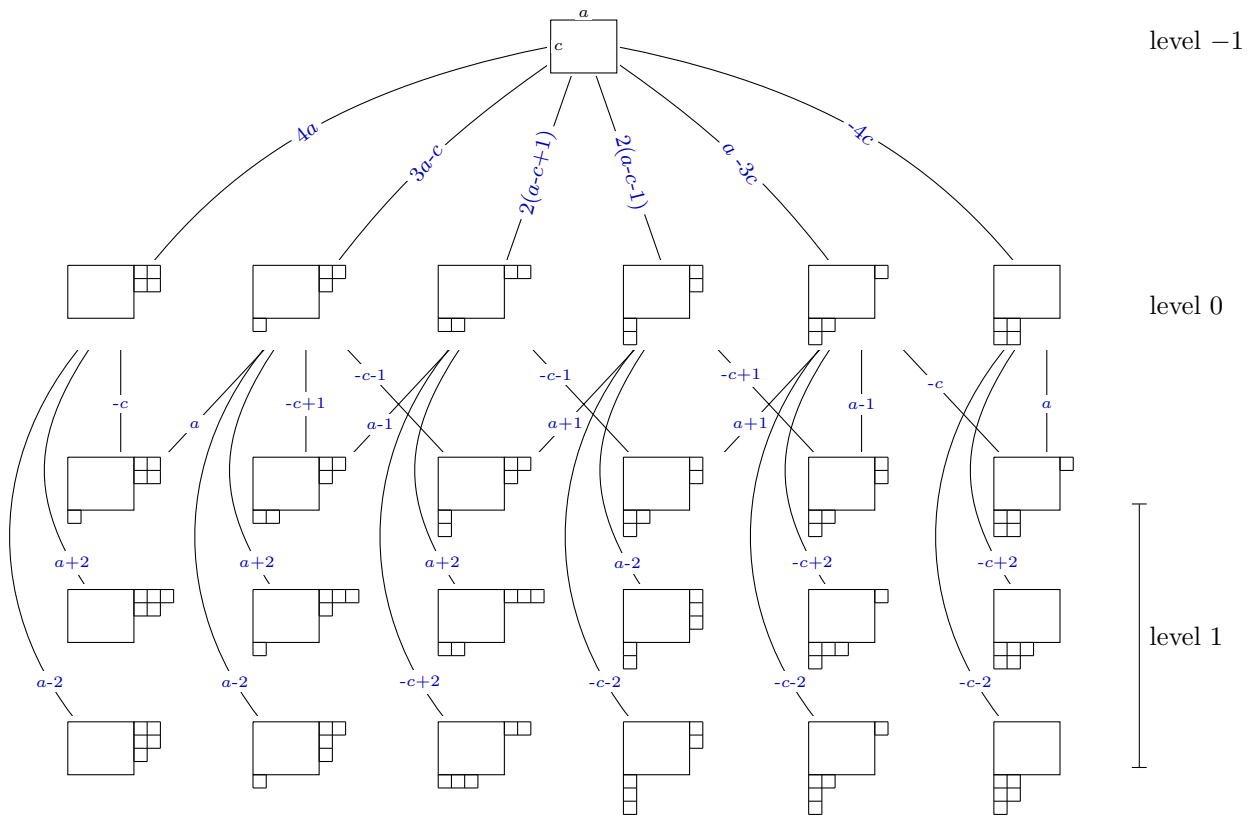 a
c
level −1
4a
3a-c
2(a-c+1)
2(a-c-1)
a -3c
-4c
level 0
-c
a
-c+1
-c-1
a-1
-c-1
a+1
-c+1
a+1
a-1
-c
a
a+2
a+2
a+2
a-2
-c+2
-c+2
level 1
a-2
a-2
-c+2
-c-2
-c-2
-c-2